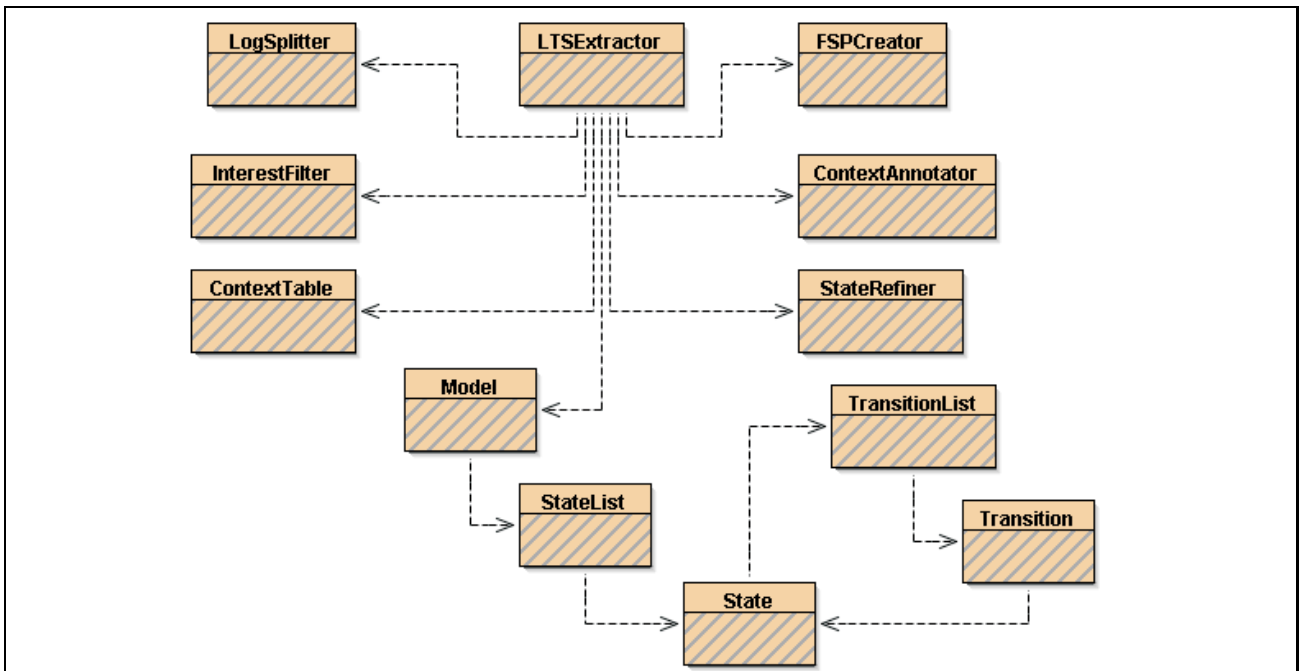 LogSplitter
LTSExtractor
FSPCreator
InterestFilter
ContextAnnotator
ContextTable
StateRefiner
Model
TransitionList
StateList
Transition
State